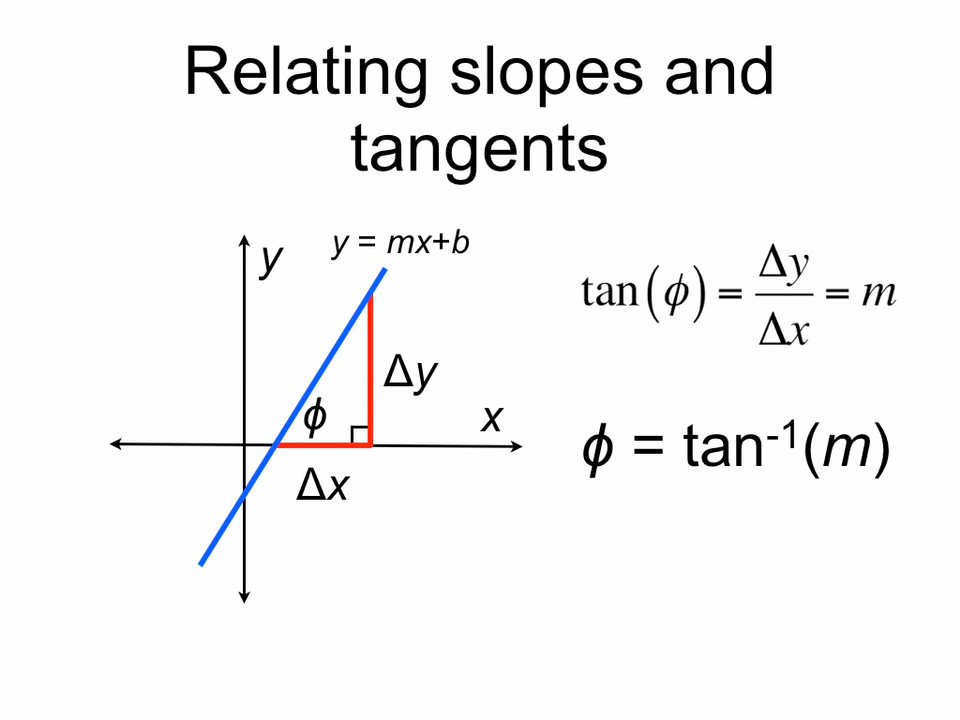 Relating slopes and
tangents
y
y = mx+b
tan(ϕ) = Δy/Δx = m
Δy
ϕ
x
ϕ = tan⁻¹(m)
Δx